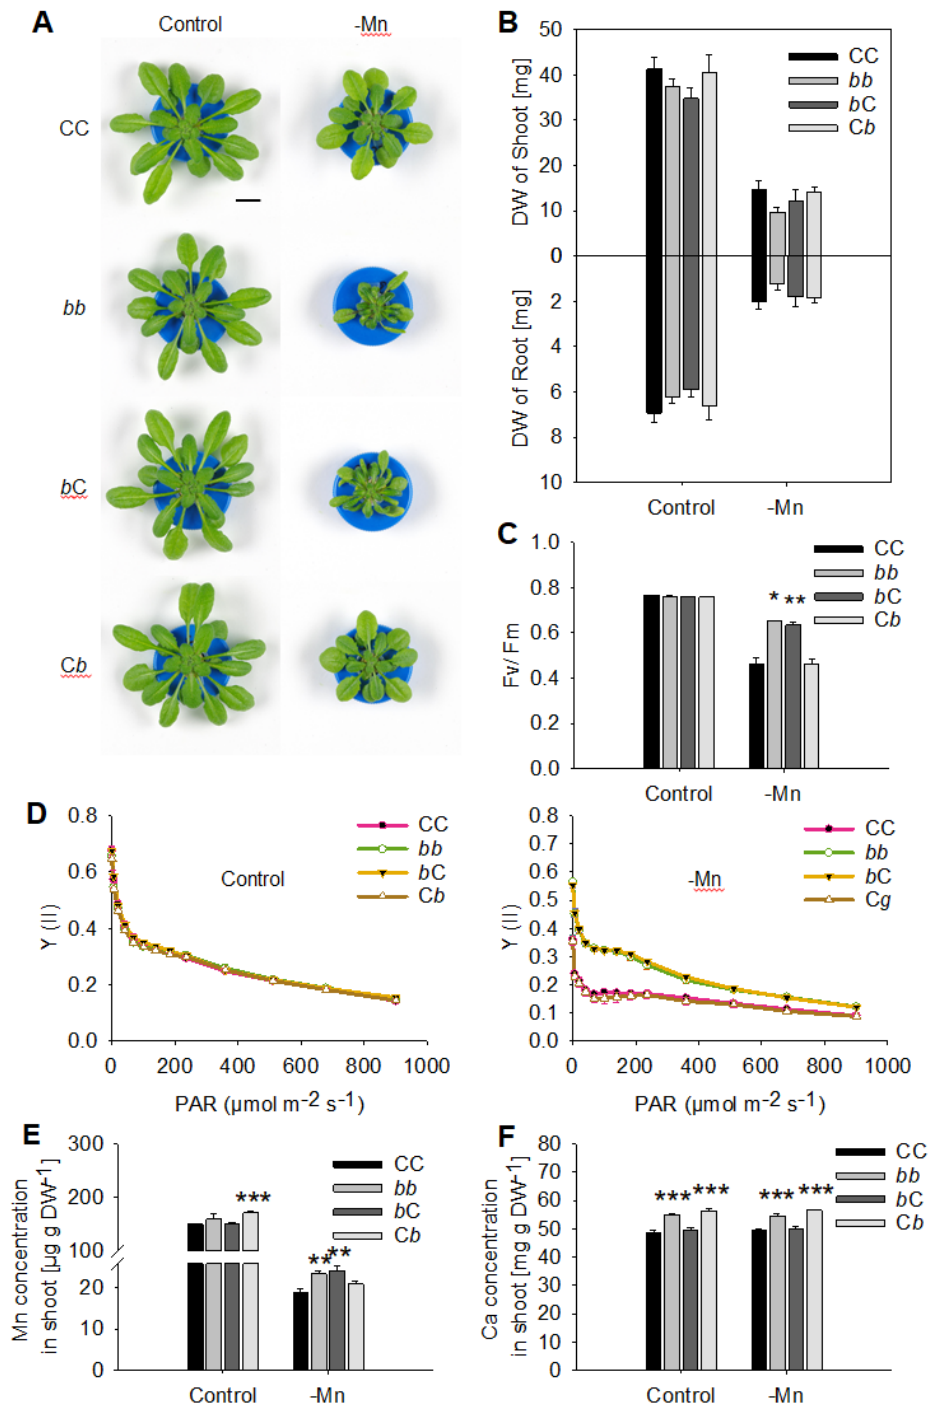 A
Control
-Mn
CC
bb
bC
Cb
B
50
40
30
20
10
0
2
4
6
8
10
DW of Shoot [mg]
DW of Root [mg]
CC
bb
bC
Cb
Control
-Mn
C
1.0
0.8
0.6
0.4
0.2
0.0
Fv/ Fm
CC
bb
bC
Cb
*
**
Control
-Mn
D
0.8
0.6
0.4
0.2
0.0
Y (II)
CC
bb
bC
Cb
Control
0 200 400 600 800 1000
PAR (µmol m-2 s-1)
0.8
0.7
0.6
0.5
0.4
0.3
0.2
0.1
0.0
Y (II)
CC
bb
bC
Cg
-Mn
0 200 400 600 800 1000
PAR (µmol m-2 s-1)
E
300
200
100
20
10
0
Mn concentration
in shoot [µg g DW-1]
CC
bb
bC
Cb
***
**
**
Control
-Mn
F
80
70
60
50
40
30
20
10
0
Ca concentration
in shoot [mg g DW-1]
CC
bb
bC
Cb
*** *** *** ***
Control
-Mn